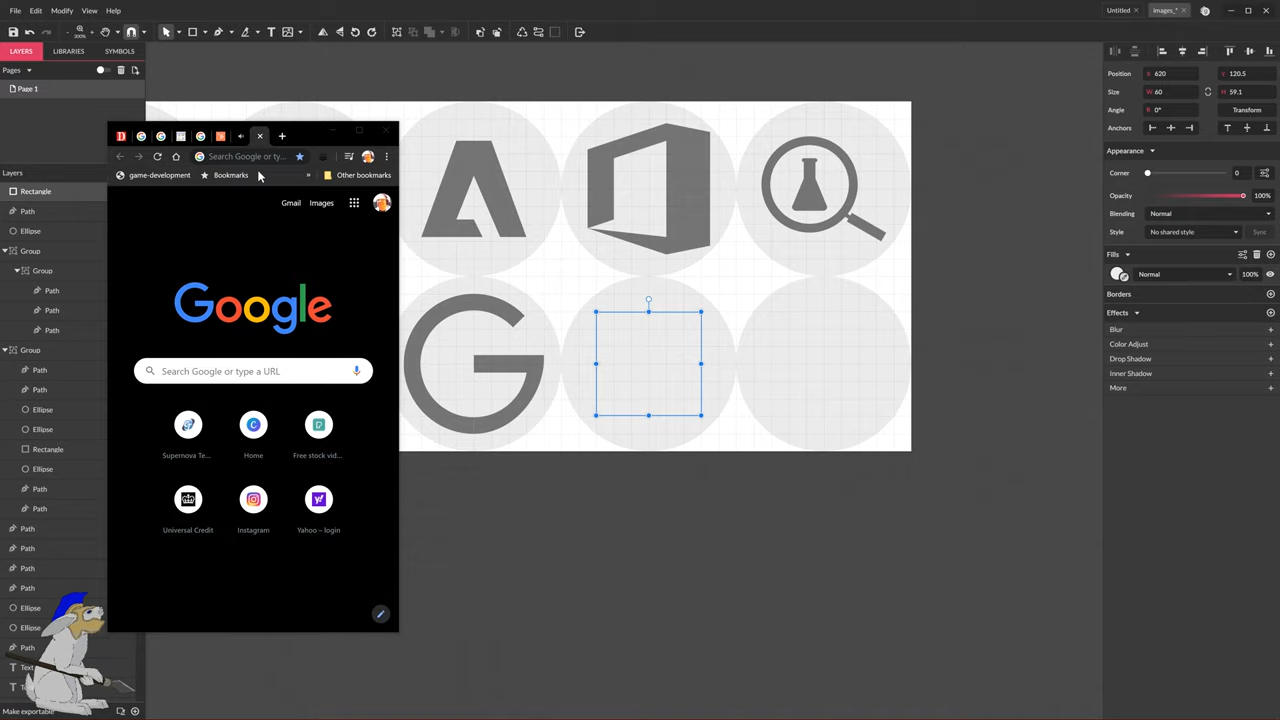 File Edit Modify View Help
Untitled images_*
300%
LAYERS LIBRARIES SYMBOLS
Pages
Page 1
Layers
Rectangle
Path
Ellipse
Group
Group
Path
Path
Path
Group
Path
Path
Ellipse
Ellipse
Rectangle
Ellipse
Path
Path
Path
Path
Path
Path
Ellipse
Ellipse
Path
Make exportable
Search Google or ty...
game-development Bookmarks » Other bookmarks
Gmail Images
Google
Search Google or type a URL
Supernova Te... Home Free stock vid...
Universal Credit Instagram Yahoo – login
Position X 620 Y 120.5
Size W 60 H 59.1
Angle R 0° Transform
Anchors
Appearance
Corner 0
Opacity 100%
Blending Normal
Style No shared style Sync
Fills
Normal 100%
Borders
Effects
Blur
Color Adjust
Drop Shadow
Inner Shadow
More